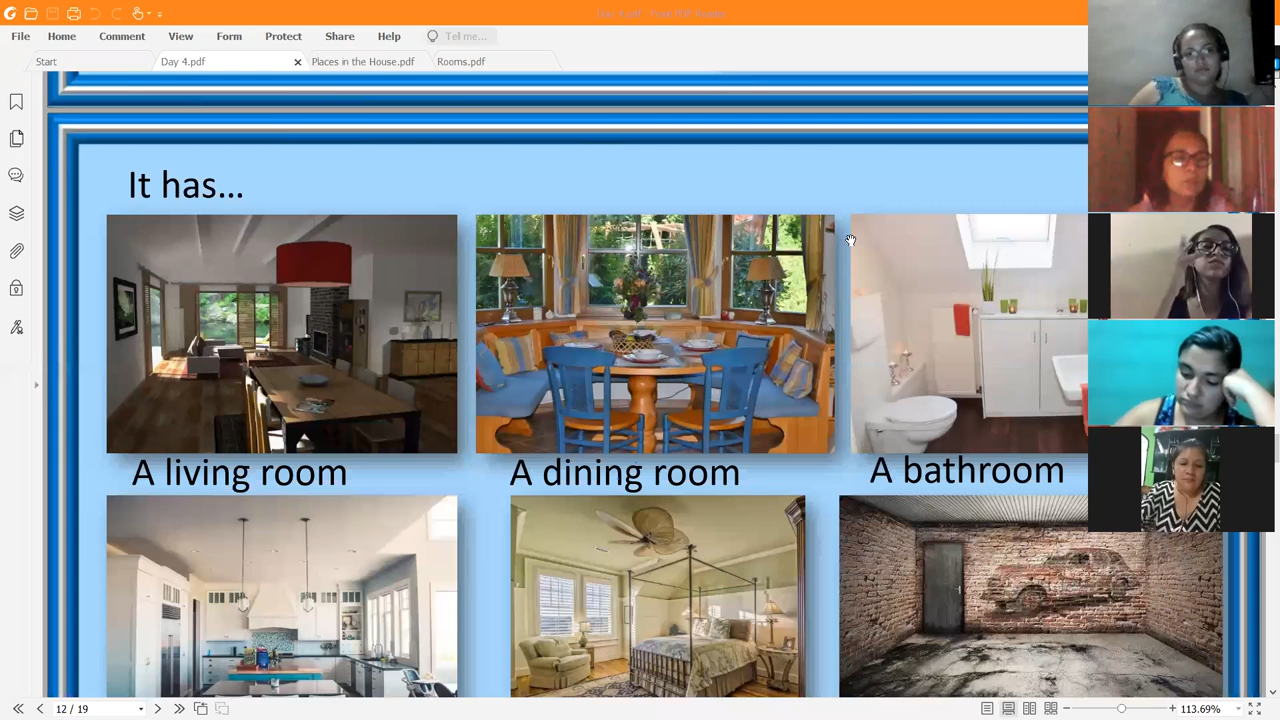 File Home Comment View Form Protect Share Help Tell me...
Start Day 4.pdf Places in the House.pdf Rooms.pdf
It has...
A living room A dining room A bathroom
12 / 19 113.69%